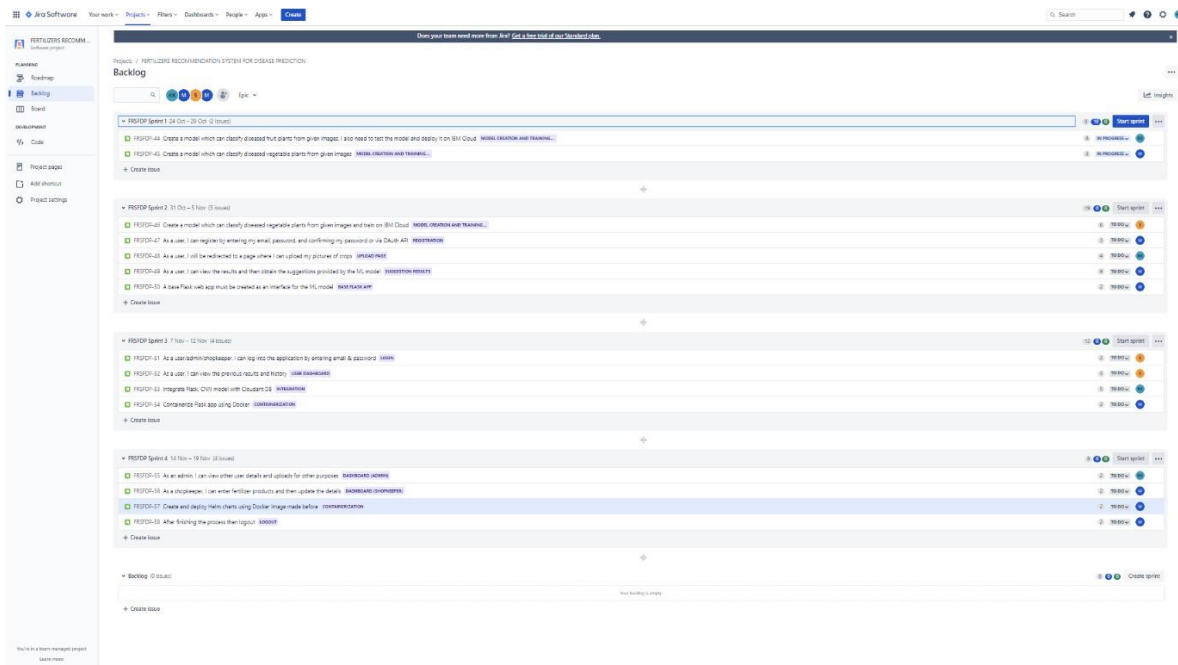 Jira Software Your work Projects Filters Dashboards People Apps Create Search
Does your team need more from Jira? Get a free trial of our Standard plan.
FERTILIZERS RECOMM...
Software project
PLANNING
Roadmap
Backlog
Board
DEVELOPMENT
Code
Project pages
Add shortcut
Project settings
You're in a team-managed project
Learn more
Projects / FERTILIZERS RECOMMENDATION SYSTEM FOR DISEASE PREDICTION
Backlog
Epic
Insights
FRSFDP Sprint 1 24 Oct – 29 Oct (2 issues) Start sprint
FRSFDP-44 Create a model which can classify diseased fruit plants from given images, I also need to test the model and deploy it on IBM Cloud MODEL CREATION AND TRAINING... IN PROGRESS
FRSFDP-45 Create a model which can classify diseased vegetable plants from given images MODEL CREATION AND TRAINING... IN PROGRESS
+ Create issue
FRSFDP Sprint 2 31 Oct – 5 Nov (5 issues) Start sprint
FRSFDP-46 Create a model which can classify diseased vegetable plants from given images and train on IBM Cloud MODEL CREATION AND TRAINING... TO DO
FRSFDP-47 As a user, I can register by entering my email, password, and confirming my password or via OAuth API REGISTRATION TO DO
FRSFDP-48 As a user, I will be redirected to a page where I can upload my pictures of crops UPLOAD PAGE TO DO
FRSFDP-49 As a user, I can view the results and then obtain the suggestions provided by the ML model SUGGESTION RESULTS TO DO
FRSFDP-50 A base Flask web app must be created as an interface for the ML model BASE FLASK APP TO DO
+ Create issue
FRSFDP Sprint 3 7 Nov – 12 Nov (4 issues) Start sprint
FRSFDP-51 As a user/admin/shopkeeper, I can log into the application by entering email & password LOGIN TO DO
FRSFDP-52 As a user, I can view the previous results and history USER DASHBOARD TO DO
FRSFDP-53 Integrate Flask, CNN model with Cloudant DB INTEGRATION TO DO
FRSFDP-54 Containerize Flask app using Docker CONTAINERIZATION TO DO
+ Create issue
FRSFDP Sprint 4 14 Nov – 19 Nov (4 issues) Start sprint
FRSFDP-55 As an admin, I can view other user details and uploads for other purposes DASHBOARD (ADMIN) TO DO
FRSFDP-56 As a shopkeeper, I can enter fertilizer products and then update the details DASHBOARD (SHOPKEEPER) TO DO
FRSFDP-57 Create and deploy Helm charts using Docker Image made before CONTAINERIZATION TO DO
FRSFDP-58 After finishing the process then logout LOGOUT TO DO
+ Create issue
Backlog (0 issues) Create sprint
Your backlog is empty.
+ Create issue